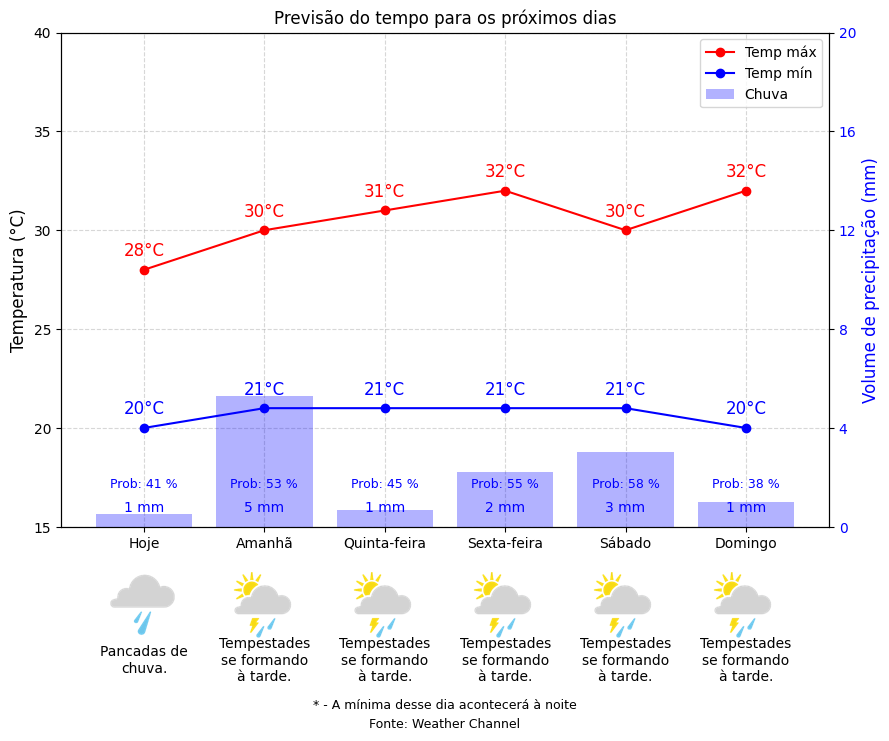 Previsão do tempo para os próximos dias
Temp máx
Temp mín
Chuva
Temperatura (°C)
40
35
30
25
20
15
Volume de precipitação (mm)
20
16
12
8
4
0
28°C
30°C
31°C
32°C
30°C
32°C
20°C
21°C
21°C
21°C
21°C
20°C
Prob: 41 %
Prob: 53 %
Prob: 45 %
Prob: 55 %
Prob: 58 %
Prob: 38 %
1 mm
5 mm
1 mm
2 mm
3 mm
1 mm
Hoje
Amanhã
Quinta-feira
Sexta-feira
Sábado
Domingo
Pancadas de
chuva.
Tempestades
se formando
à tarde.
Tempestades
se formando
à tarde.
Tempestades
se formando
à tarde.
Tempestades
se formando
à tarde.
Tempestades
se formando
à tarde.
* - A mínima desse dia acontecerá à noite
Fonte: Weather Channel